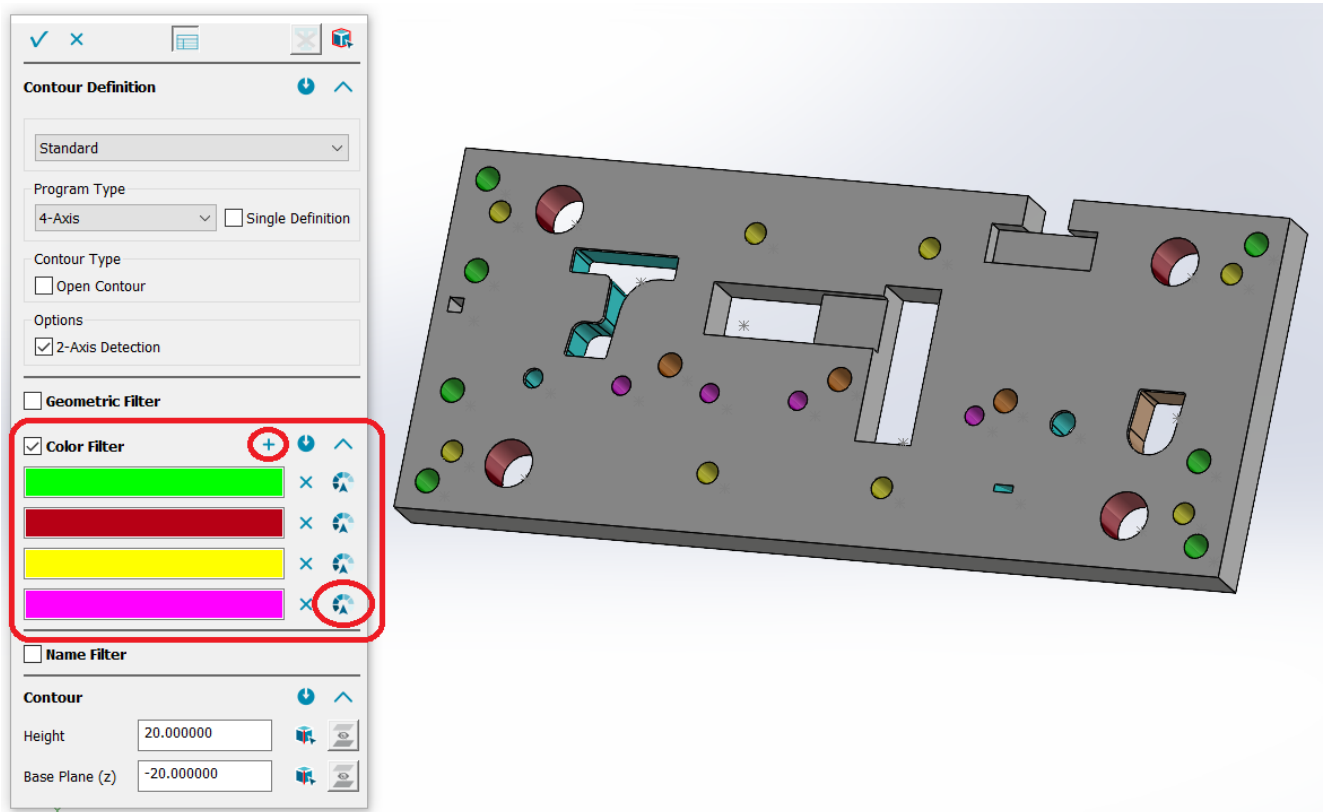 Contour Definition
Standard
Program Type
4-Axis
Single Definition
Contour Type
Open Contour
Options
2-Axis Detection
Geometric Filter
Color Filter
Name Filter
Contour
Height 20.000000
Base Plane (z) -20.000000